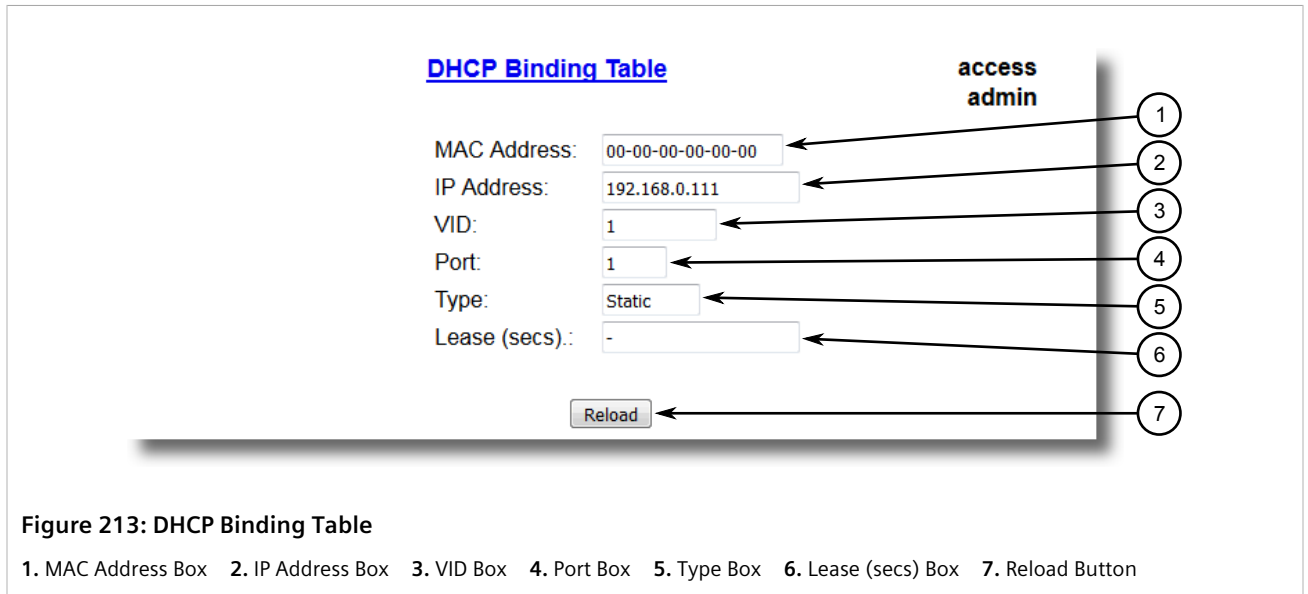 DHCP Binding Table
access
admin
MAC Address: 00-00-00-00-00-00
IP Address: 192.168.0.111
VID: 1
Port: 1
Type: Static
Lease (secs).: -
Reload
1
2
3
4
5
6
7
Figure 213: DHCP Binding Table
1. MAC Address Box 2. IP Address Box 3. VID Box 4. Port Box 5. Type Box 6. Lease (secs) Box 7. Reload Button